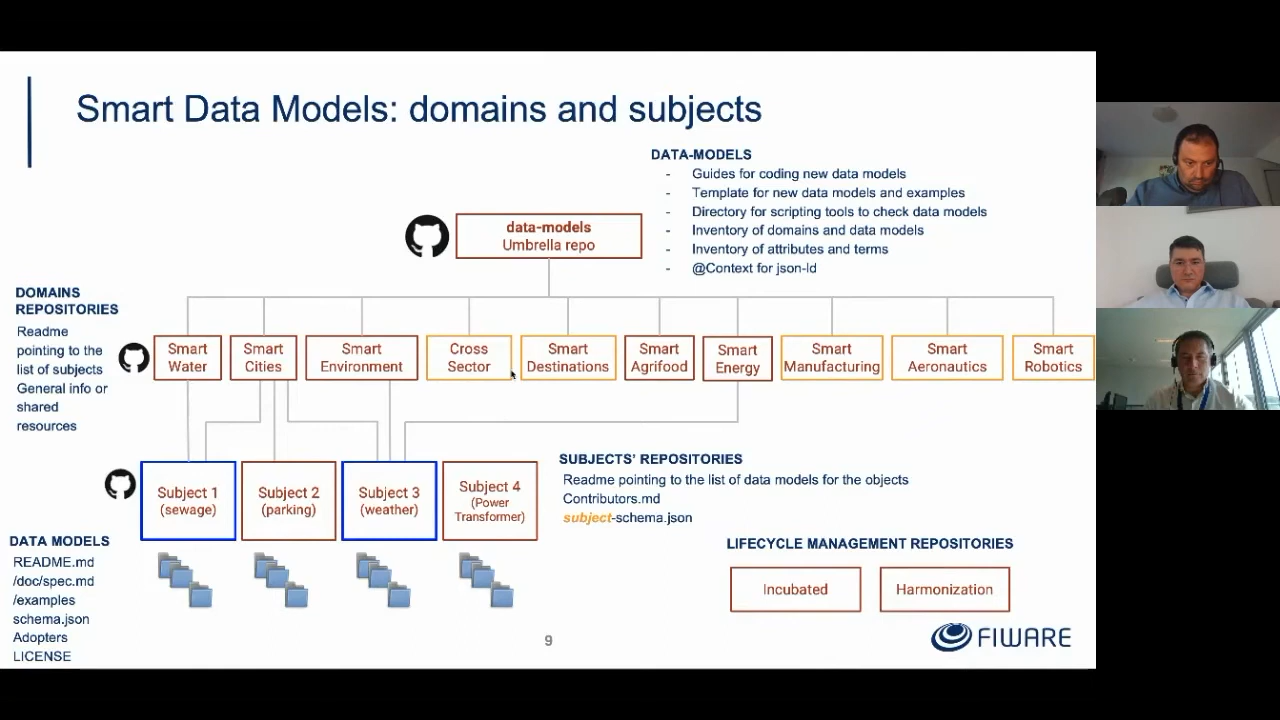 Smart Data Models: domains and subjects
DATA-MODELS
- Guides for coding new data models
- Template for new data models and examples
- Directory for scripting tools to check data models
- Inventory of domains and data models
- Inventory of attributes and terms
- @Context for json-ld
data-models
Umbrella repo
DOMAINS
REPOSITORIES
Readme
pointing to the
list of subjects
General info or
shared
resources
Smart
Water
Smart
Cities
Smart
Environment
Cross
Sector
Smart
Destinations
Smart
Agrifood
Smart
Energy
Smart
Manufacturing
Smart
Aeronautics
Smart
Robotics
Subject 1
(sewage)
Subject 2
(parking)
Subject 3
(weather)
Subject 4
(Power
Transformer)
SUBJECTS' REPOSITORIES
Readme pointing to the list of data models for the objects
Contributors.md
subject-schema.json
DATA MODELS
README.md
/doc/spec.md
/examples
schema.json
Adopters
LICENSE
LIFECYCLE MANAGEMENT REPOSITORIES
Incubated
Harmonization
9
FIWARE